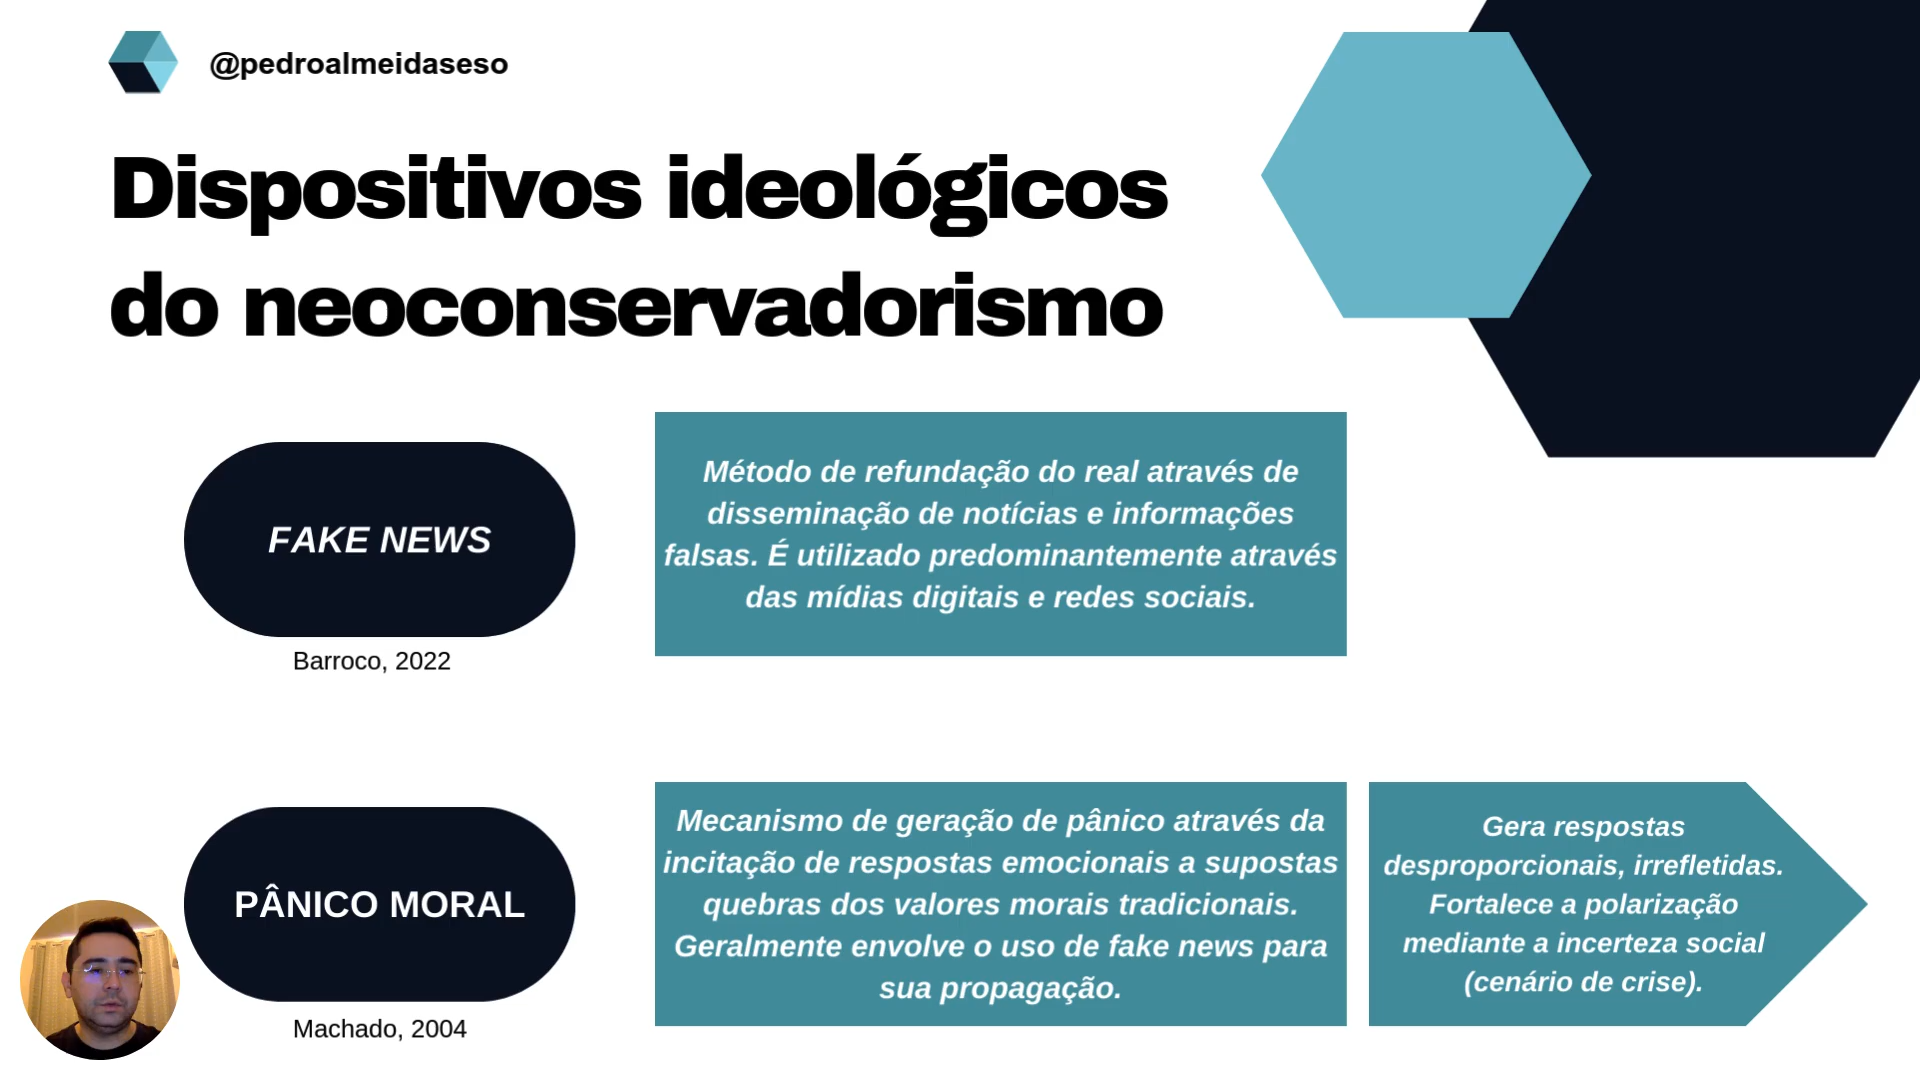 @pedroalmeidaseso
Dispositivos ideológicos
do neoconservadorismo
FAKE NEWS
Barroco, 2022
Método de refundação do real através de
disseminação de notícias e informações
falsas. É utilizado predominantemente através
das mídias digitais e redes sociais.
PÂNICO MORAL
Machado, 2004
Mecanismo de geração de pânico através da
incitação de respostas emocionais a supostas
quebras dos valores morais tradicionais.
Geralmente envolve o uso de fake news para
sua propagação.
Gera respostas
desproporcionais, irrefletidas.
Fortalece a polarização
mediante a incerteza social
(cenário de crise).